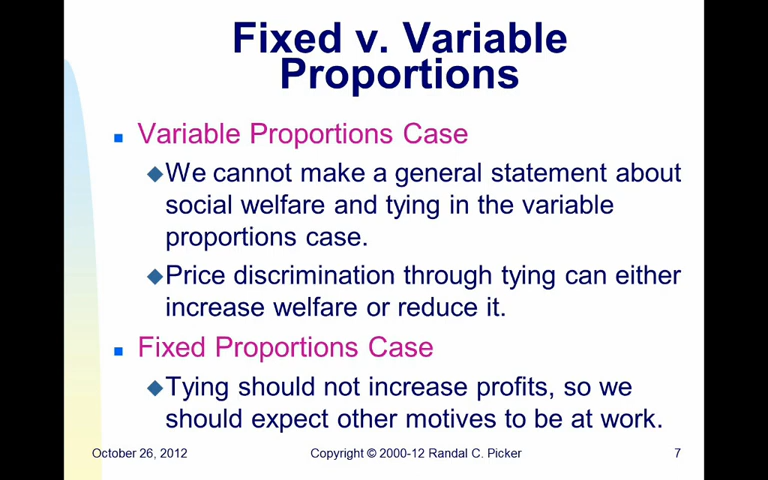 Fixed v. Variable
Proportions
Variable Proportions Case
We cannot make a general statement about
social welfare and tying in the variable
proportions case.
Price discrimination through tying can either
increase welfare or reduce it.
Fixed Proportions Case
Tying should not increase profits, so we
should expect other motives to be at work.
October 26, 2012 Copyright © 2000-12 Randal C. Picker 7